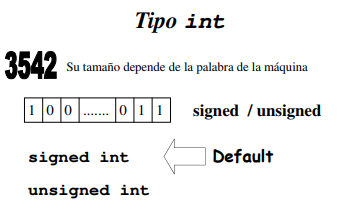 Tipo int
3542 Su tamaño depende de la palabra de la máquina
1 0 0 ....... 0 1 1 signed / unsigned
signed int Default
unsigned int